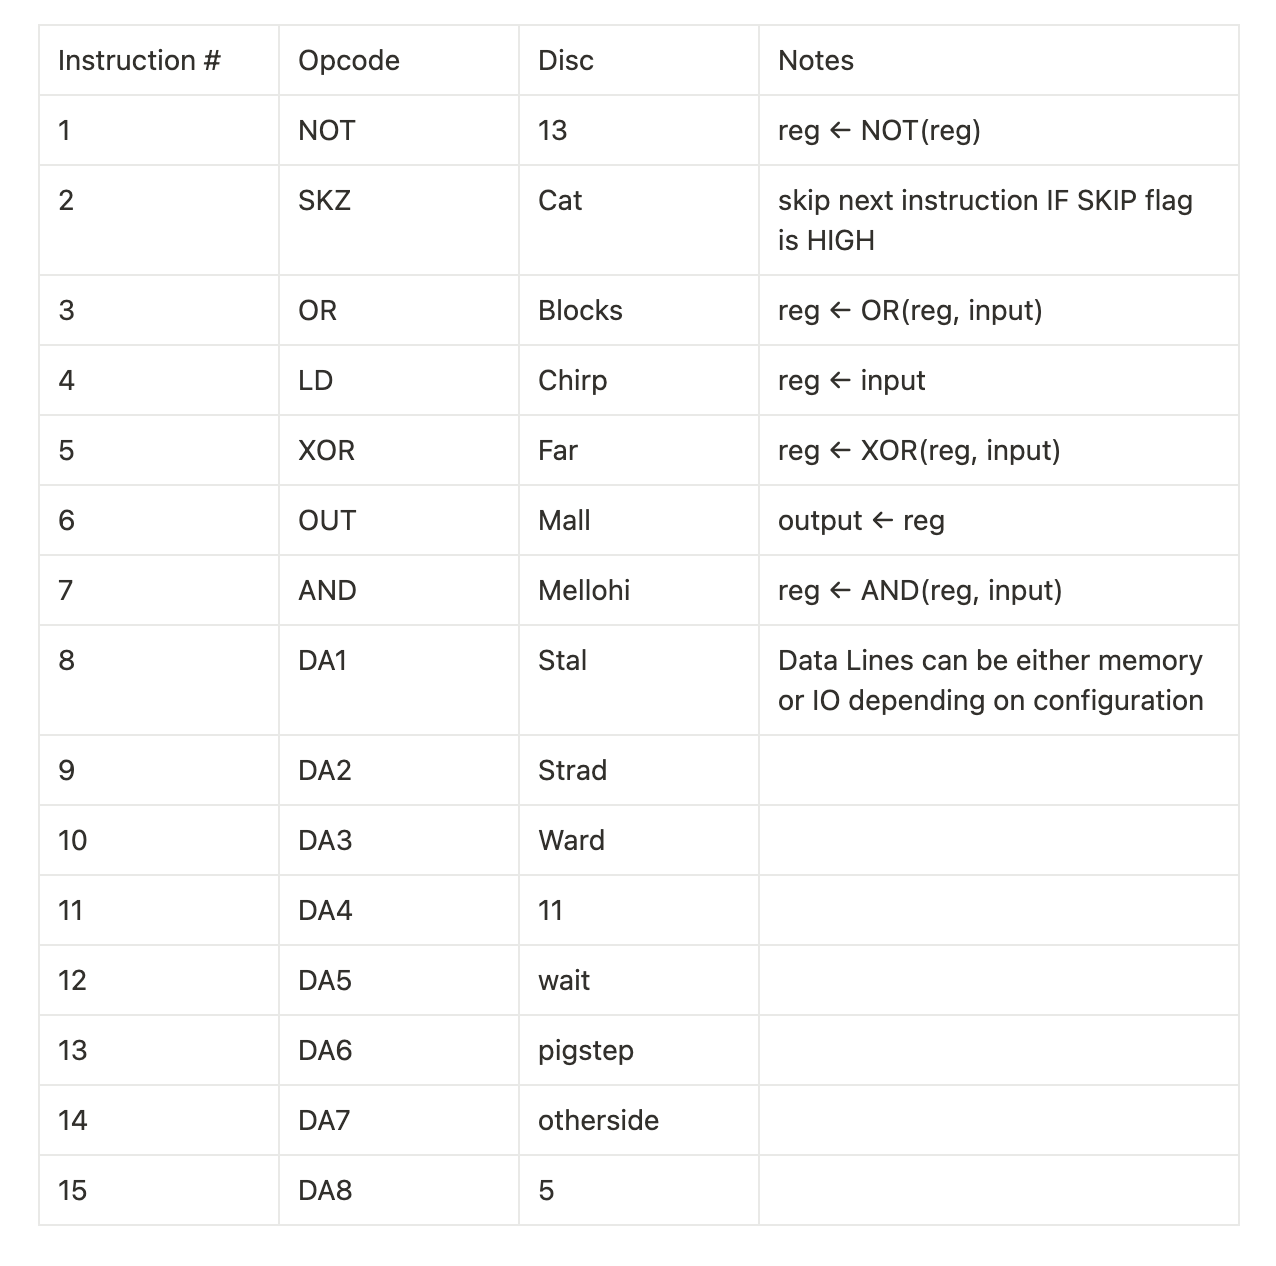 Instruction # Opcode Disc Notes
1 NOT 13 reg ← NOT(reg)
2 SKZ Cat skip next instruction IF SKIP flag
is HIGH
3 OR Blocks reg ← OR(reg, input)
4 LD Chirp reg ← input
5 XOR Far reg ← XOR(reg, input)
6 OUT Mall output ← reg
7 AND Mellohi reg ← AND(reg, input)
8 DA1 Stal Data Lines can be either memory
or IO depending on configuration
9 DA2 Strad
10 DA3 Ward
11 DA4 11
12 DA5 wait
13 DA6 pigstep
14 DA7 otherside
15 DA8 5